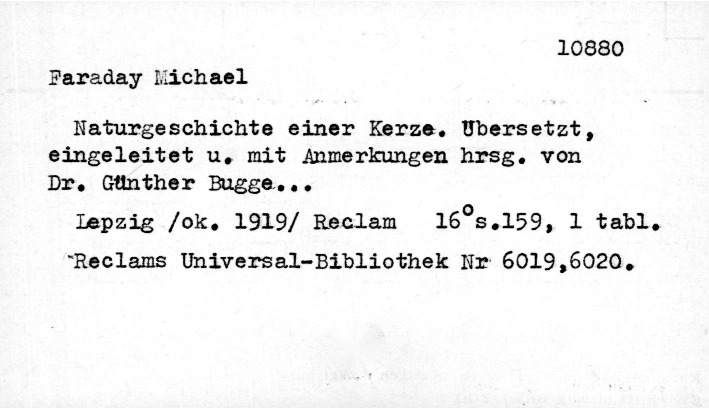 10880
Faraday Michael
Naturgeschichte einer Kerze. Übersetzt,
eingeleitet u. mit Anmerkungen hrsg. von
Dr. Günther Bugge...
Lepzig /ok. 1919/ Reclam 16°s.159, 1 tabl.
Reclams Universal-Bibliothek Nr 6019,6020.